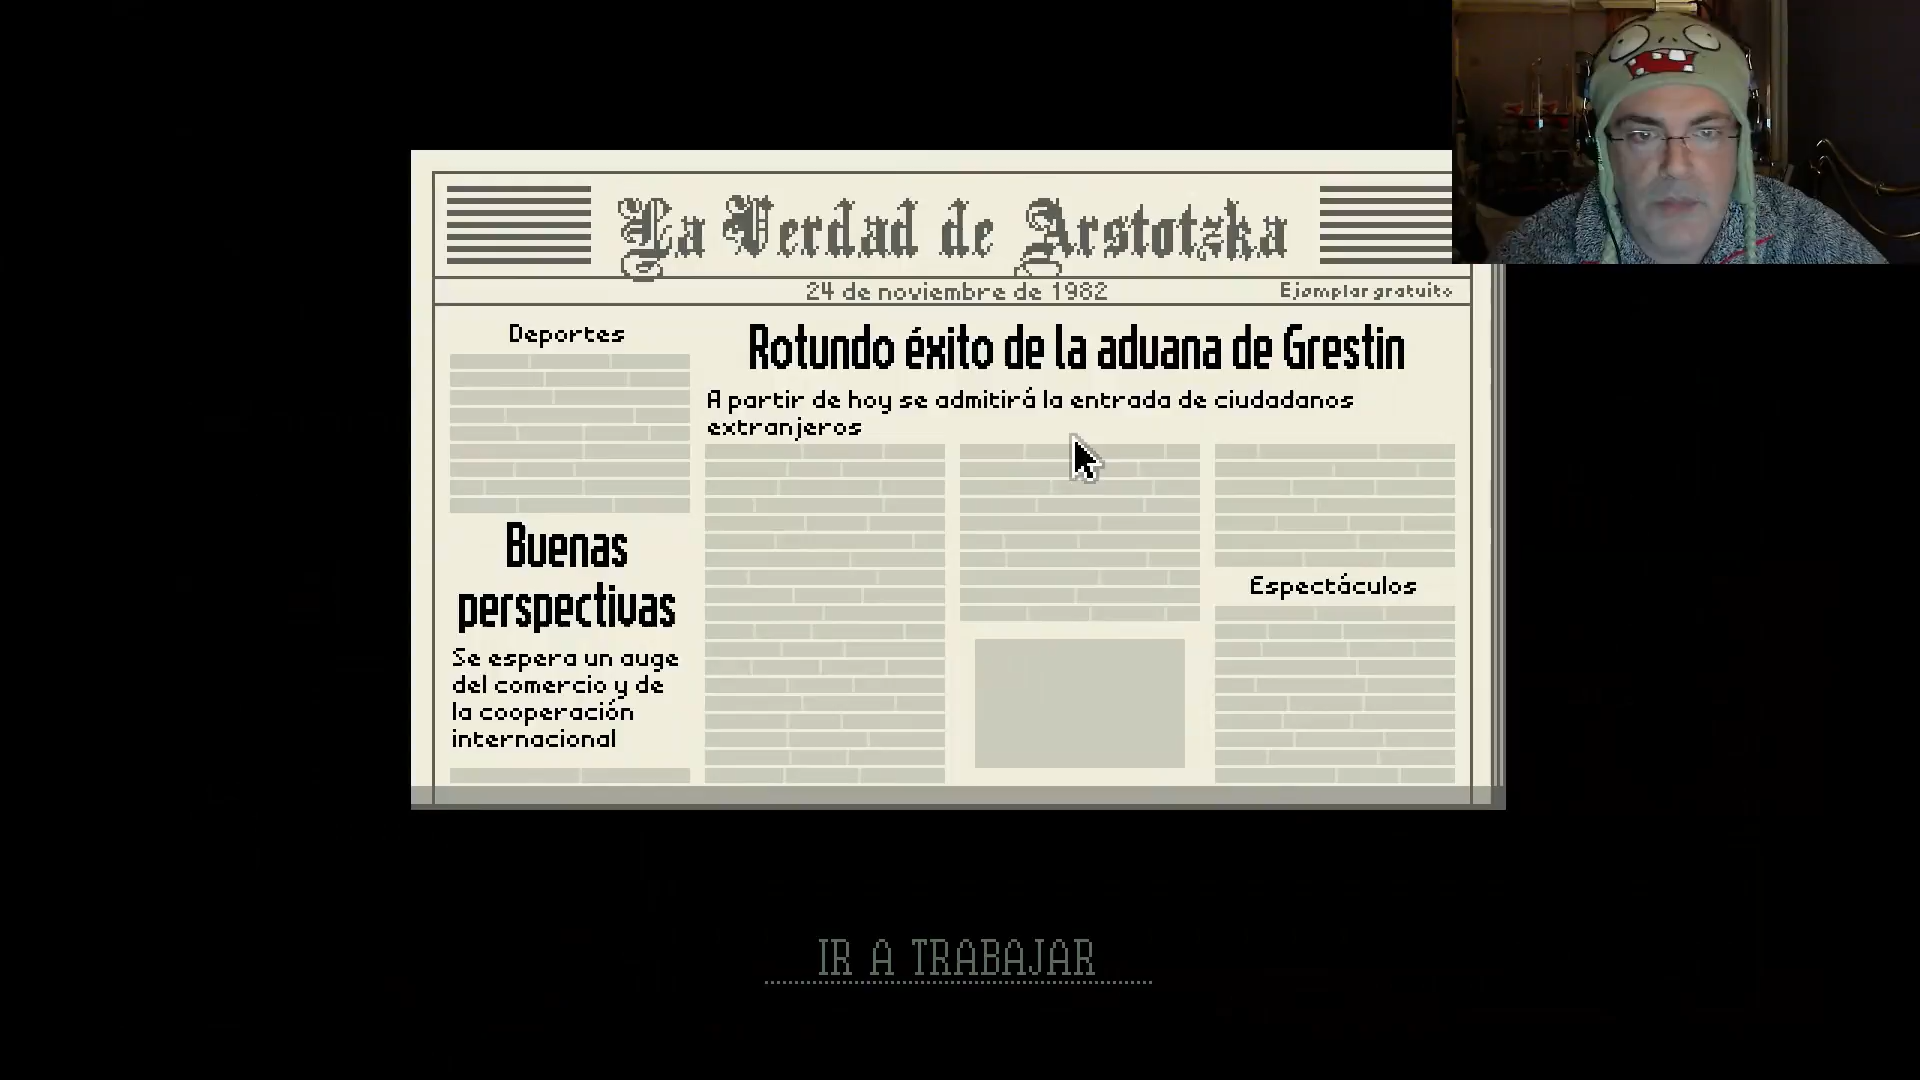 La Verdad de Arstotzka
24 de noviembre de 1982
Ejemplar gratuito
Deportes
Buenas
perspectivas
Se espera un auge
del comercio y de
la cooperación
internacional
Rotundo éxito de la aduana de Grestin
A partir de hoy se admitirá la entrada de ciudadanos
extranjeros
Espectáculos
IR A TRABAJAR